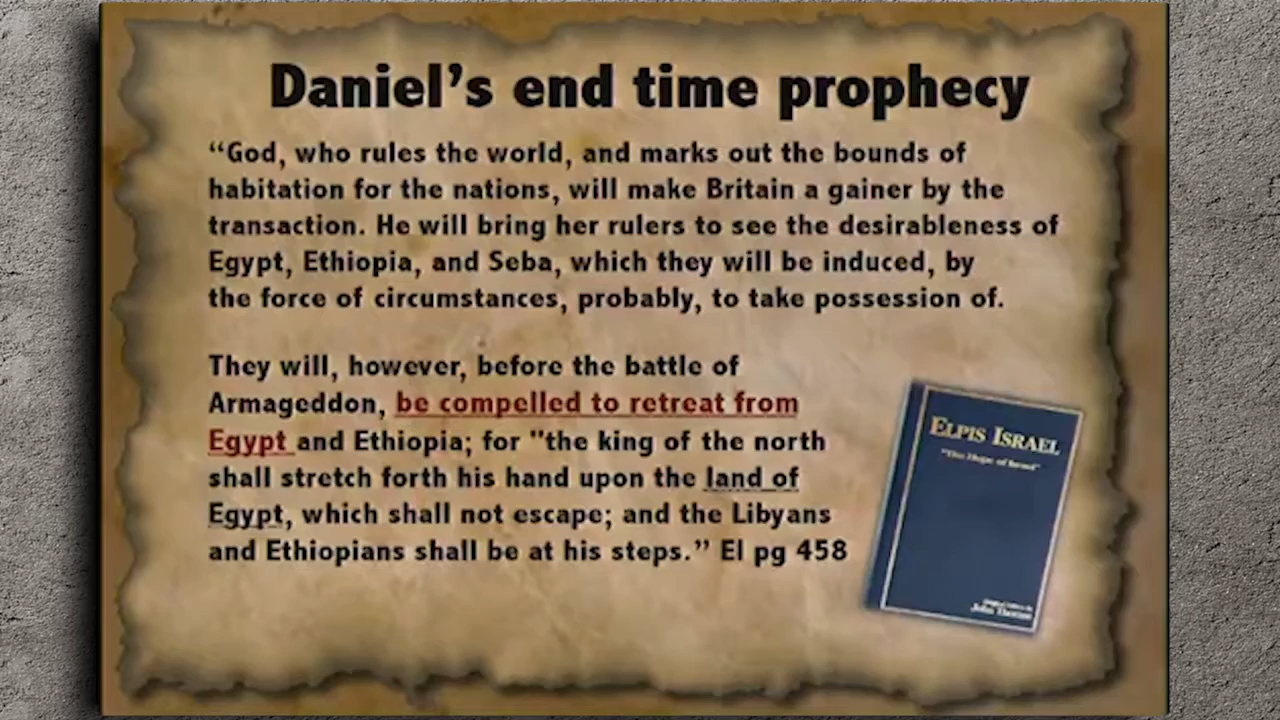 Daniel's end time prophecy
“God, who rules the world, and marks out the bounds of
habitation for the nations, will make Britain a gainer by the
transaction. He will bring her rulers to see the desirableness of
Egypt, Ethiopia, and Seba, which they will be induced, by
the force of circumstances, probably, to take possession of.
They will, however, before the battle of
Armageddon, be compelled to retreat from
Egypt and Ethiopia; for "the king of the north
shall stretch forth his hand upon the land of
Egypt, which shall not escape; and the Libyans
and Ethiopians shall be at his steps.” El pg 458
ELPIS ISRAEL
"The Hope of Israel"
John Thomas